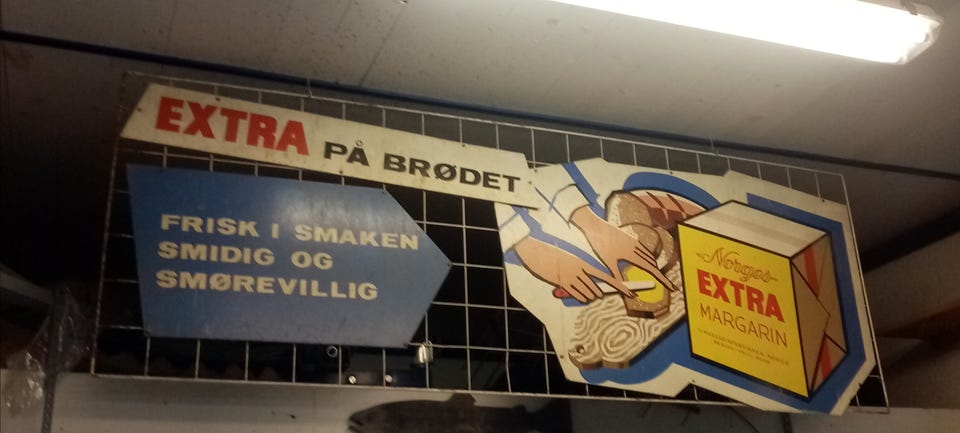 EXTRA PÅ BRØDET
FRISK I SMAKEN
SMIDIG OG
SMØREVILLIG
Norges
EXTRA
MARGARIN